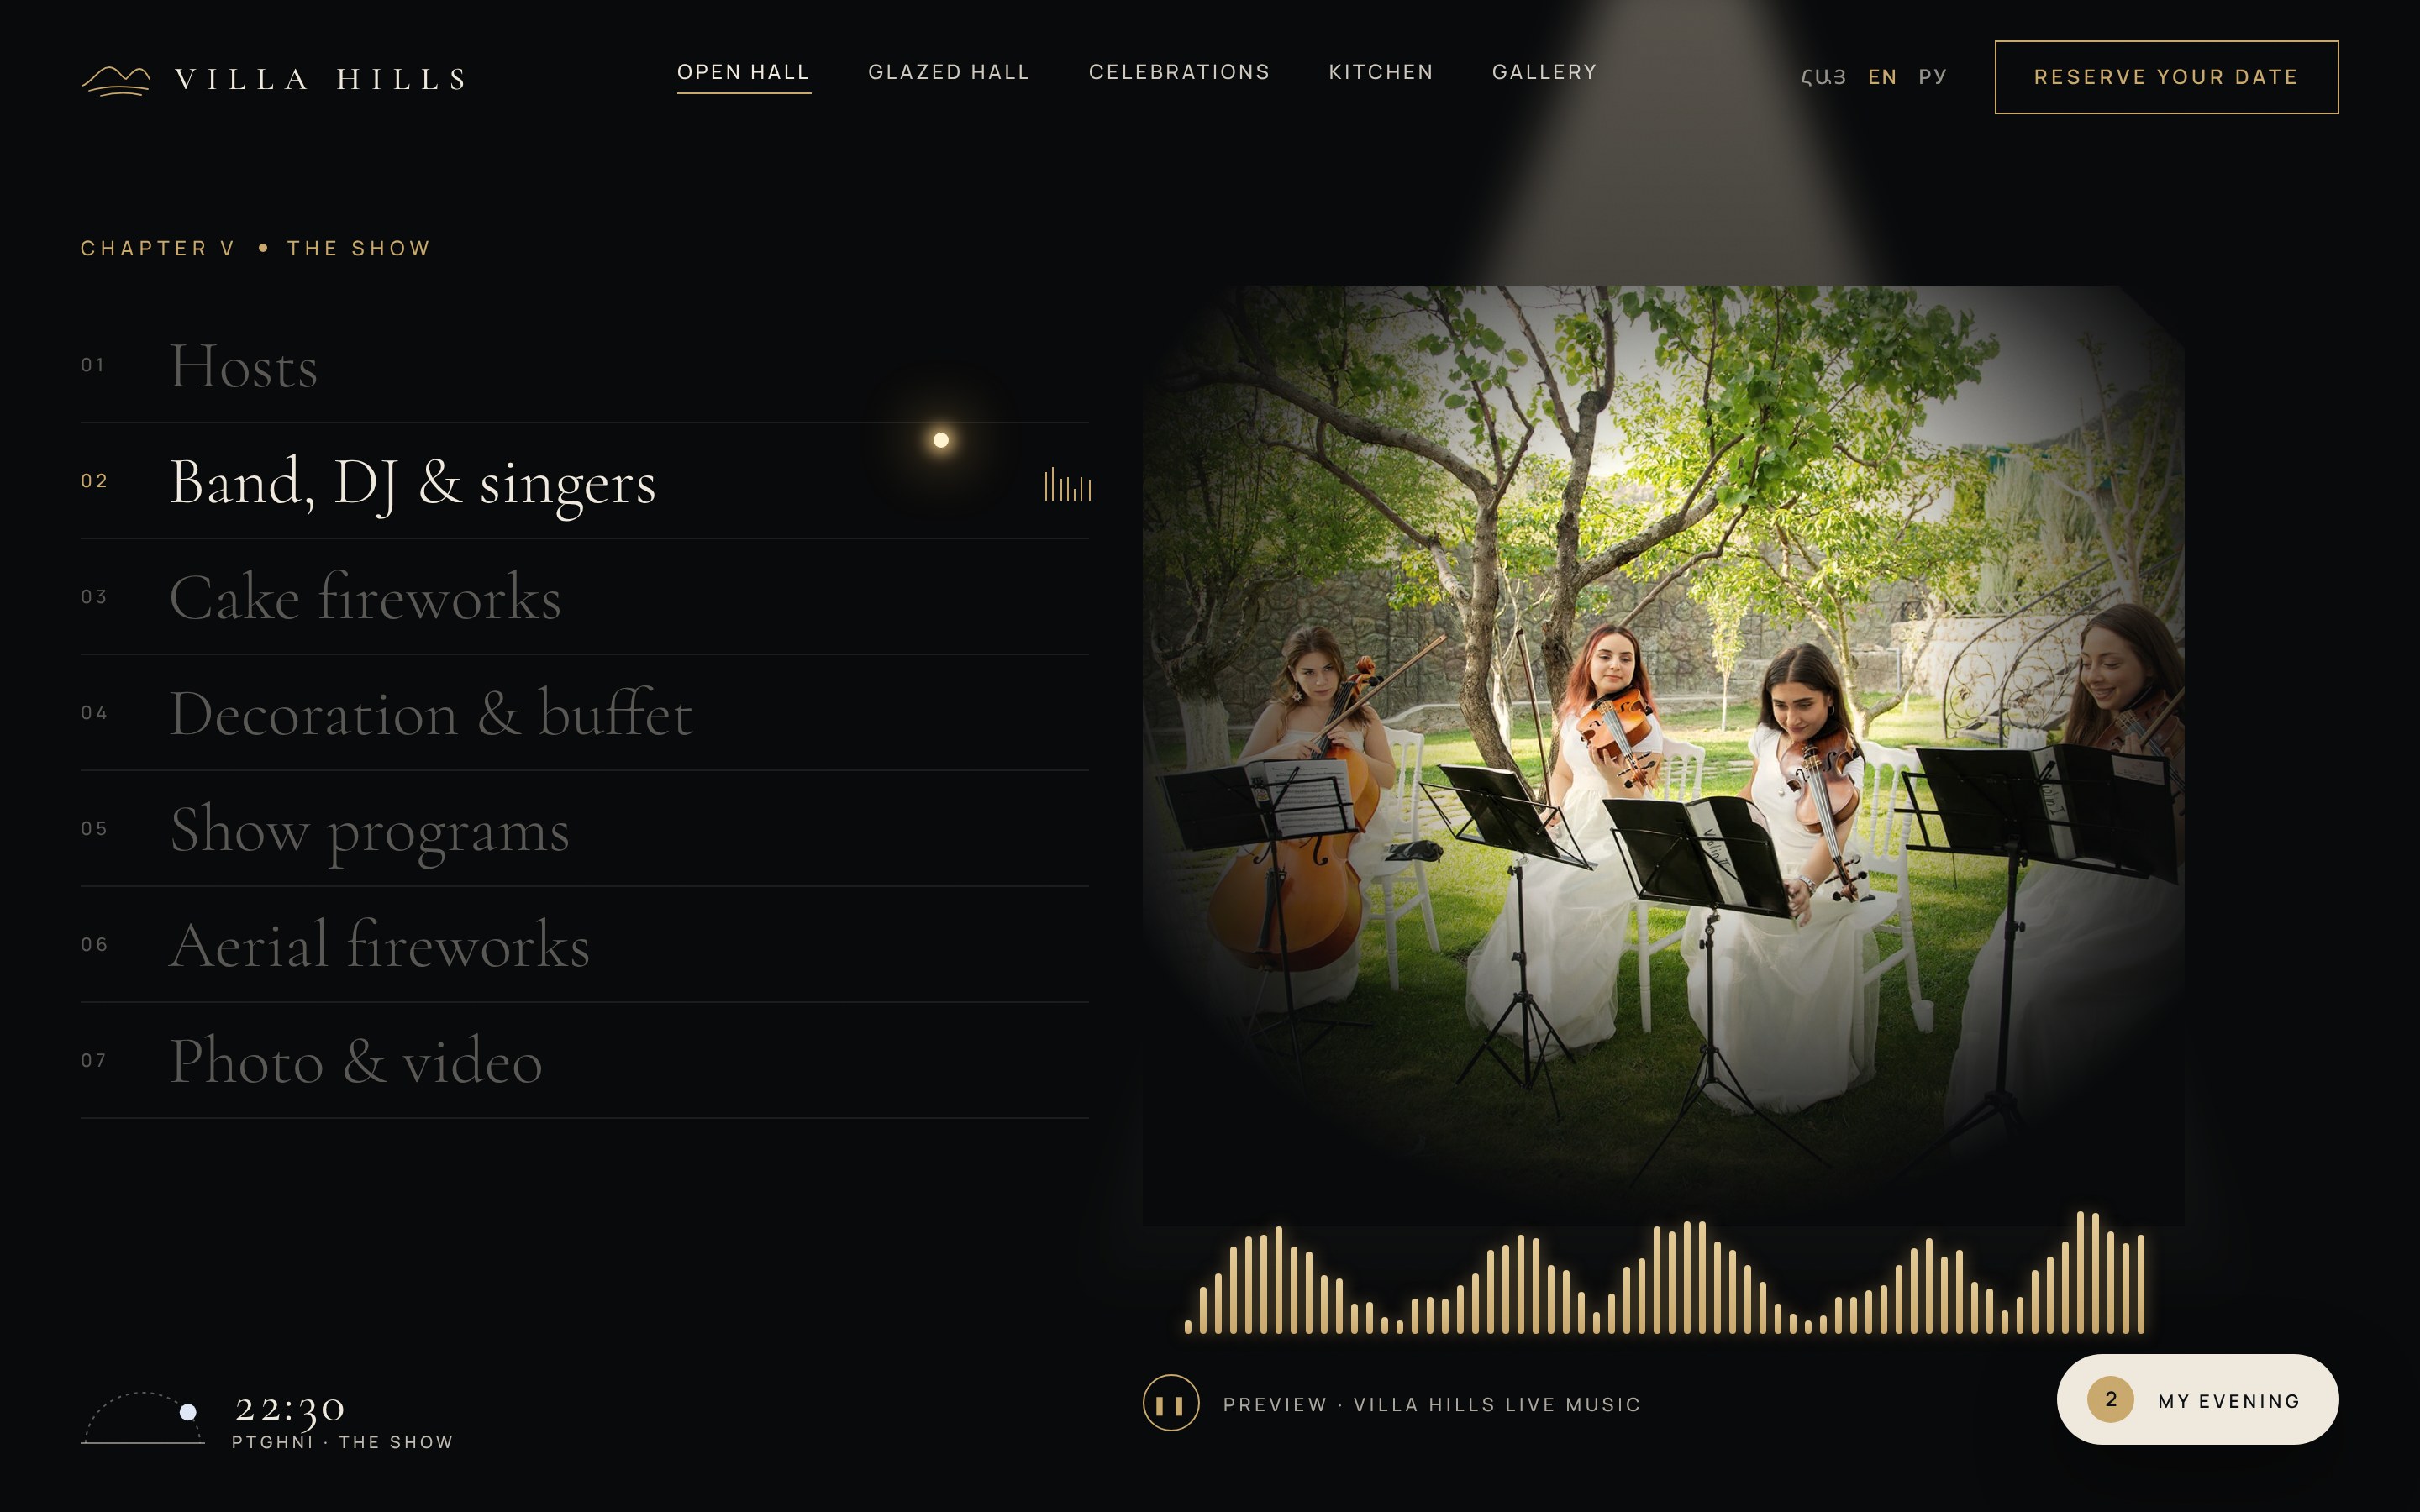 VILLA HILLS
OPEN HALL
GLAZED HALL
CELEBRATIONS
KITCHEN
GALLERY
ՀԱՅ EN РУ
RESERVE YOUR DATE
CHAPTER V • THE SHOW
01 Hosts
02 Band, DJ & singers
03 Cake fireworks
04 Decoration & buffet
05 Show programs
06 Aerial fireworks
07 Photo & video
Violin II
22:30
PTGHNI · THE SHOW
PREVIEW · VILLA HILLS LIVE MUSIC
2 MY EVENING